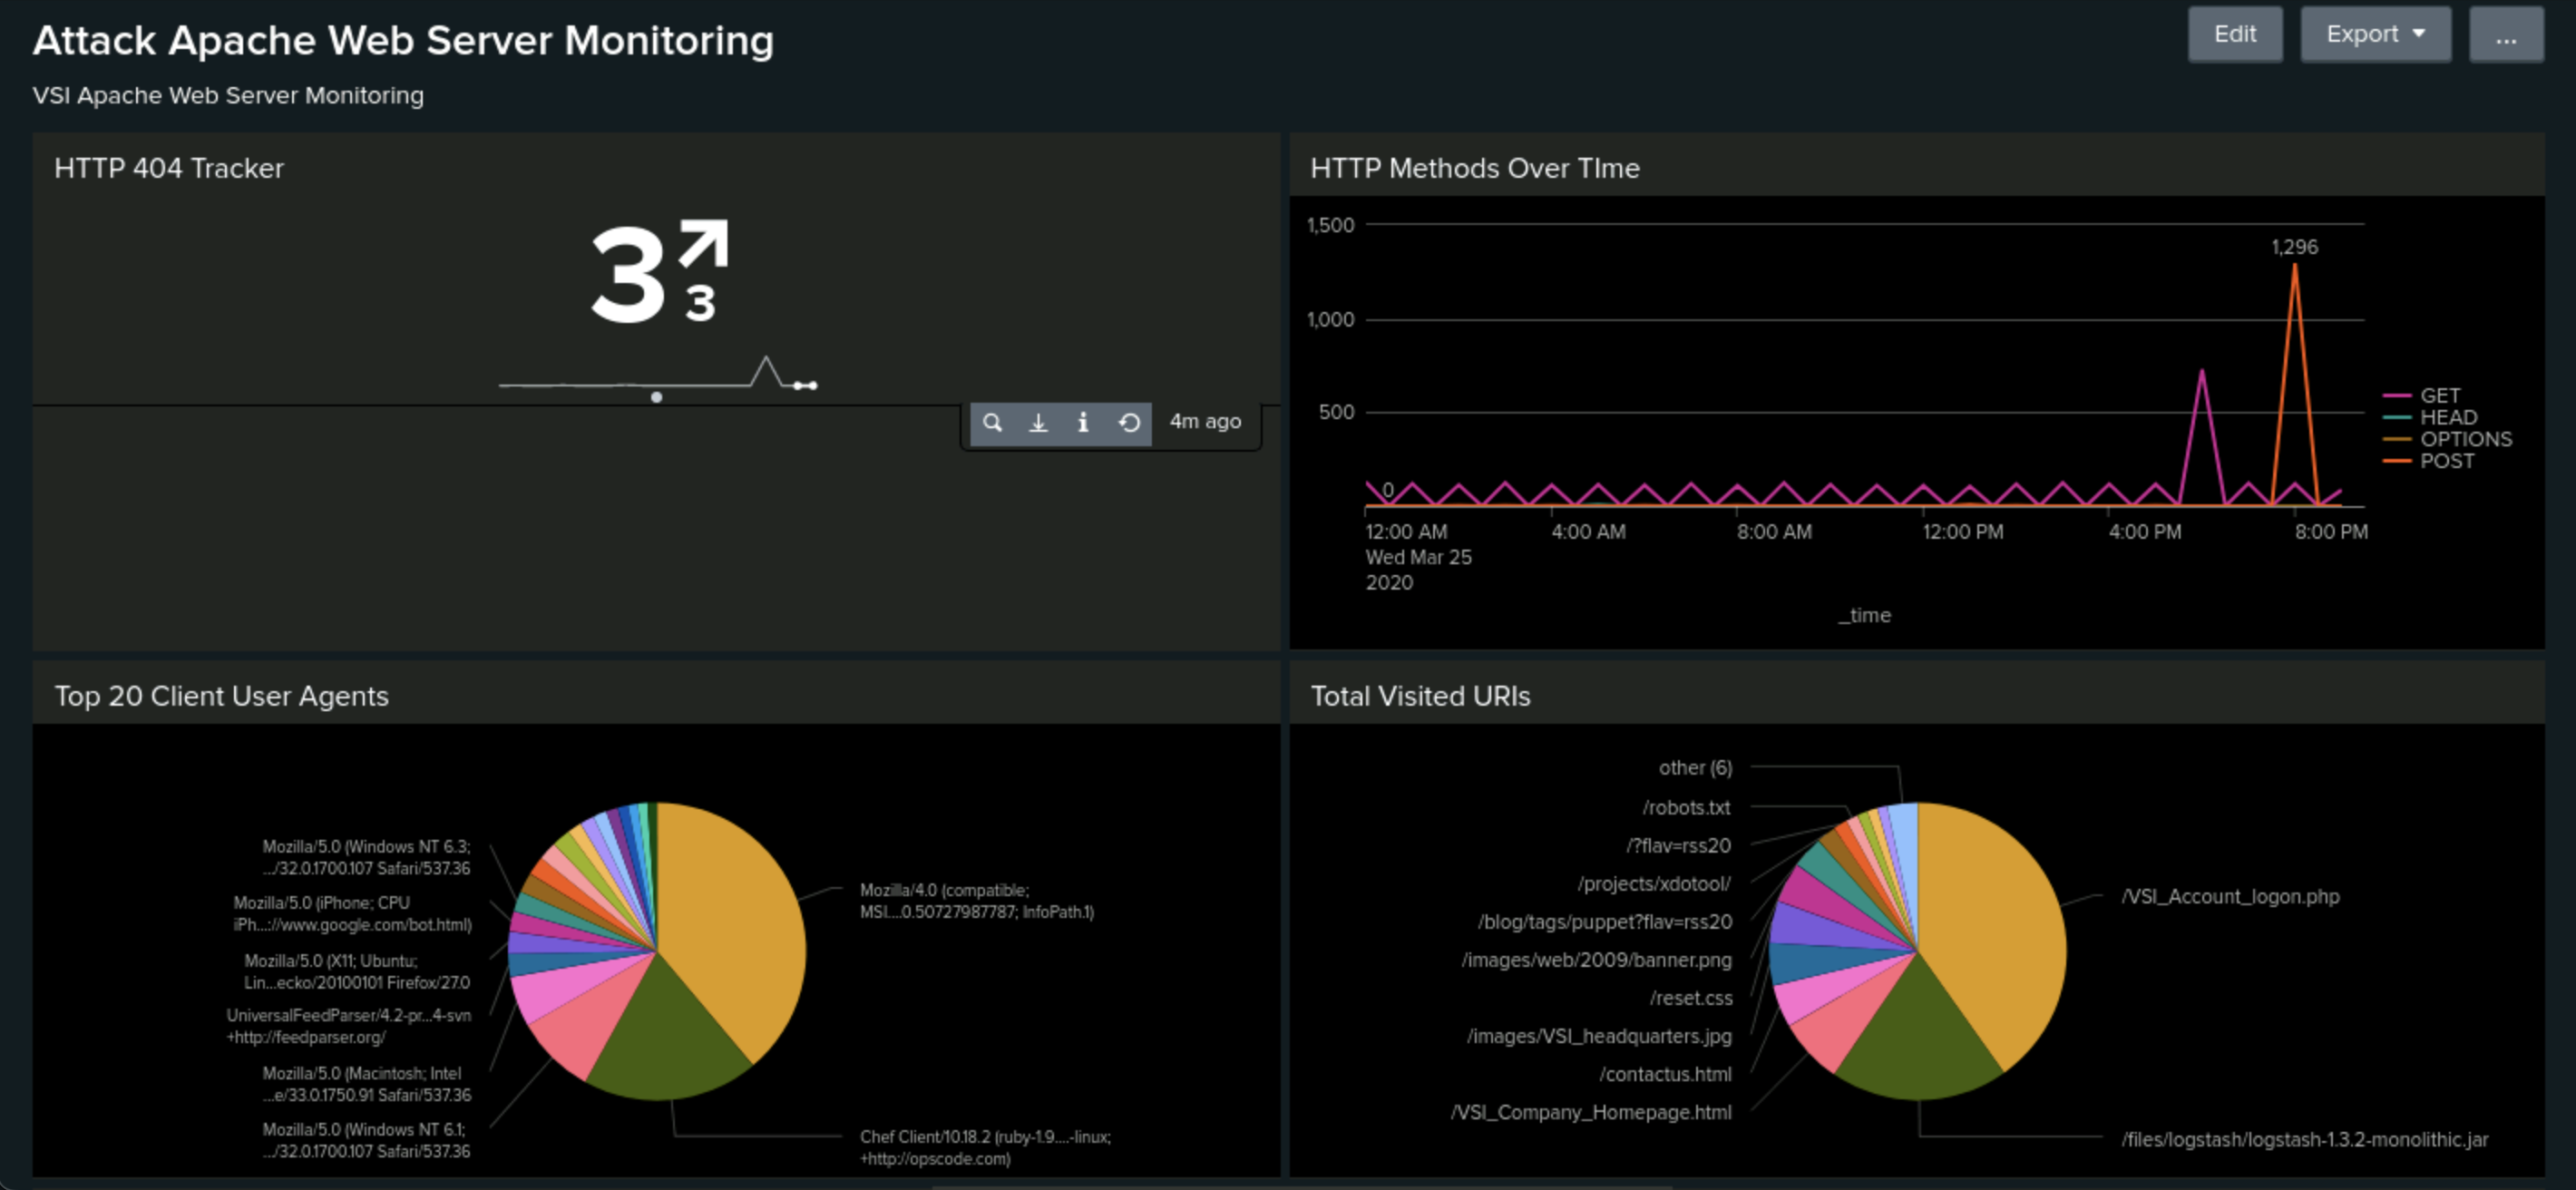 Attack Apache Web Server Monitoring
Edit
Export
...
VSI Apache Web Server Monitoring
HTTP 404 Tracker
3
3
4m ago
HTTP Methods Over TIme
1,500
1,296
1,000
500
0
12:00 AM
4:00 AM
8:00 AM
12:00 PM
4:00 PM
8:00 PM
Wed Mar 25
2020
_time
GET
HEAD
OPTIONS
POST
Top 20 Client User Agents
Mozilla/5.0 (Windows NT 6.3;
.../32.0.1700.107 Safari/537.36
Mozilla/5.0 (iPhone; CPU
iPh...://www.google.com/bot.html)
Mozilla/5.0 (X11; Ubuntu;
Lin...ecko/20100101 Firefox/27.0
UniversalFeedParser/4.2-pr...4-svn
+http://feedparser.org/
Mozilla/5.0 (Macintosh; Intel
...e/33.0.1750.91 Safari/537.36
Mozilla/5.0 (Windows NT 6.1;
.../32.0.1700.107 Safari/537.36
Mozilla/4.0 (compatible;
MSI....0.50727987787; InfoPath.1)
Chef Client/10.18.2 (ruby-1.9....-linux;
+http://opscode.com)
Total Visited URIs
other (6)
/robots.txt
/?flav=rss20
/projects/xdotool/
/blog/tags/puppet?flav=rss20
/images/web/2009/banner.png
/reset.css
/images/VSI_headquarters.jpg
/contactus.html
/VSI_Company_Homepage.html
/VSI_Account_logon.php
/files/logstash/logstash-1.3.2-monolithic.jar